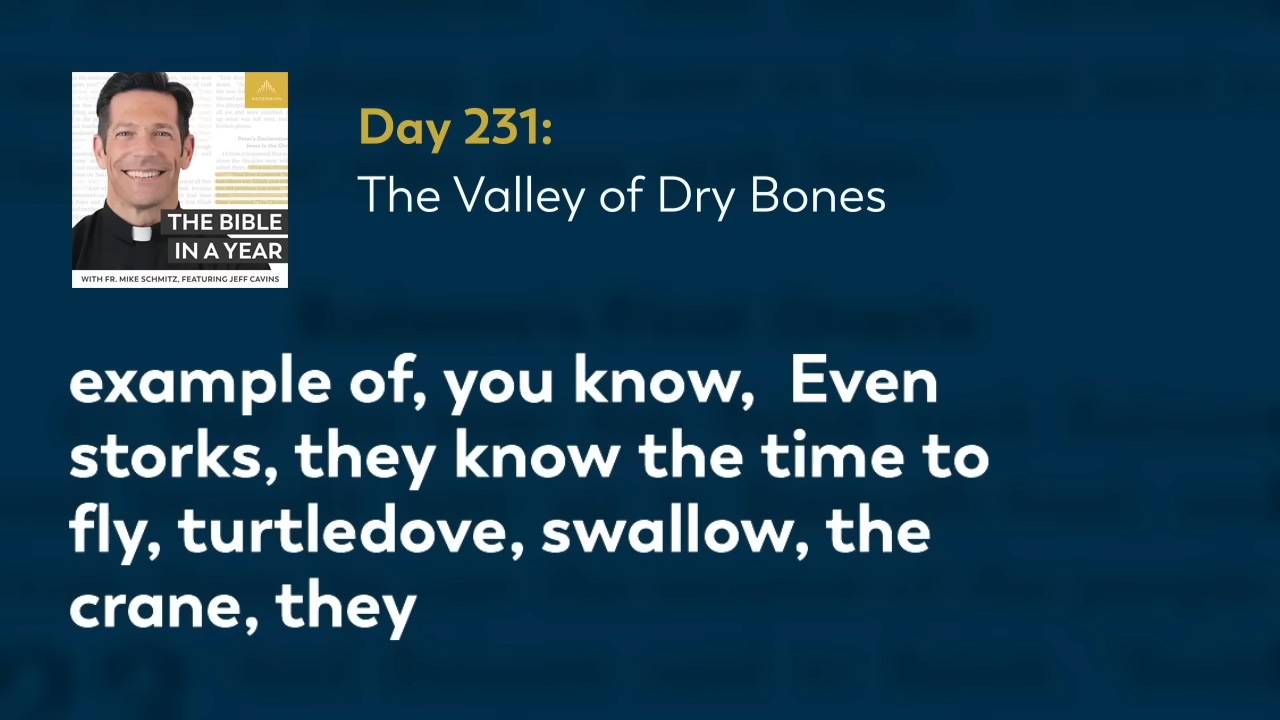 ASCENSION
THE BIBLE
IN A YEAR
WITH FR. MIKE SCHMITZ, FEATURING JEFF CAVINS
Day 231:
The Valley of Dry Bones
example of, you know,  Even
storks, they know the time to
fly, turtledove, swallow, the
crane, they